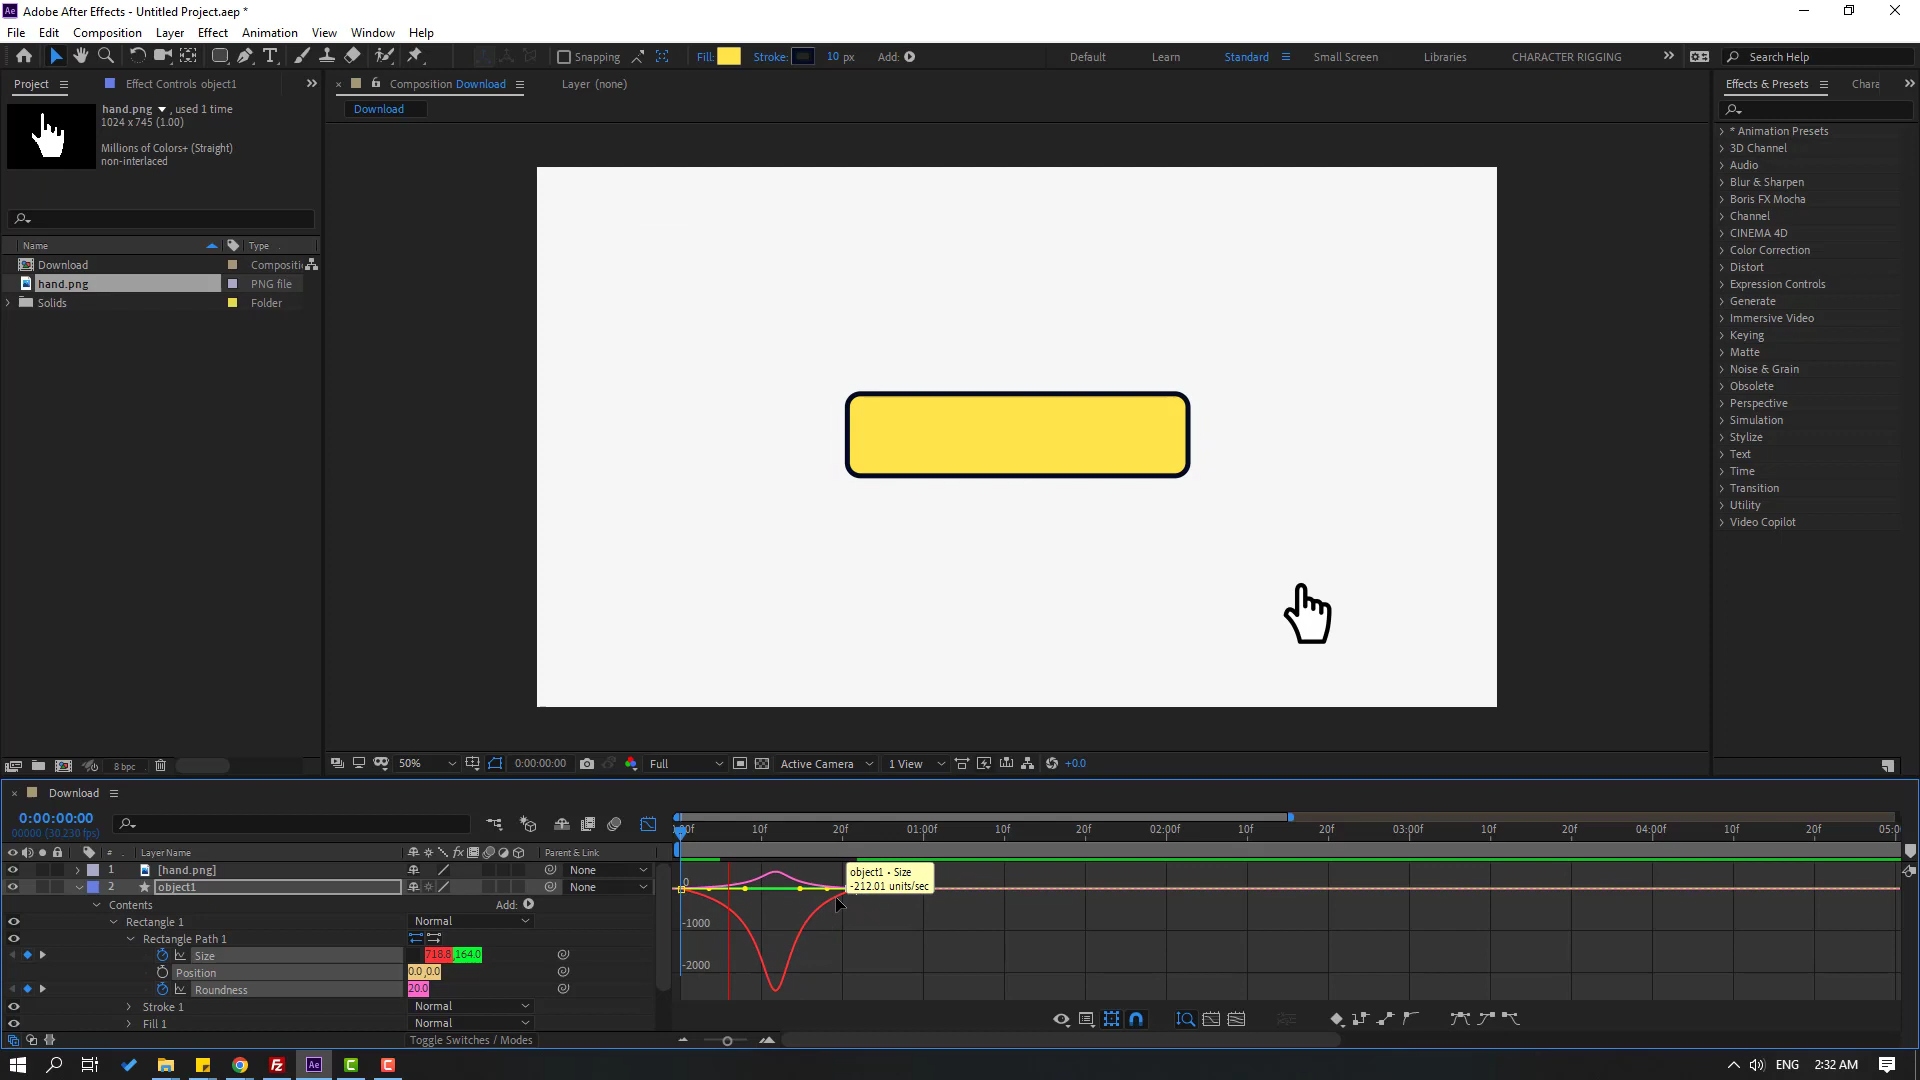 Adobe After Effects - Untitled Project.aep *
File Edit Composition Layer Effect Animation View Window Help
Snapping Fill: Stroke: 10 px Add: Default Learn Standard Small Screen Libraries CHARACTER RIGGING Search Help
Project Effect Controls object1
Composition Download Layer (none)
Effects & Presets Chara
hand.png , used 1 time
1024 x 745 (1.00)
Millions of Colors+ (Straight)
non-interlaced
Download
Name Type
Download Compositi
hand.png PNG file
Solids Folder
* Animation Presets
3D Channel
Audio
Blur & Sharpen
Boris FX Mocha
Channel
CINEMA 4D
Color Correction
Distort
Expression Controls
Generate
Immersive Video
Keying
Matte
Noise & Grain
Obsolete
Perspective
Simulation
Stylize
Text
Time
Transition
Utility
Video Copilot
8 bpc
50% 0:00:00:00 Full Active Camera 1 View +0.0
Download
0:00:00:00
00000 (30.230 fps)
00f 10f 20f 01:00f 10f 20f 02:00f 10f 20f 03:00f 10f 20f 04:00f 10f 20f 05:0
# Layer Name Parent & Link
1 [hand.png] None
2 object1 None
Contents Add:
Rectangle 1 Normal
Rectangle Path 1
Size 718.8,164.0
Position 0.0,0.0
Roundness 20.0
Stroke 1 Normal
Fill 1 Normal
Toggle Switches / Modes
0
-1000
-2000
object1 • Size
-212.01 units/sec
ENG 2:32 AM